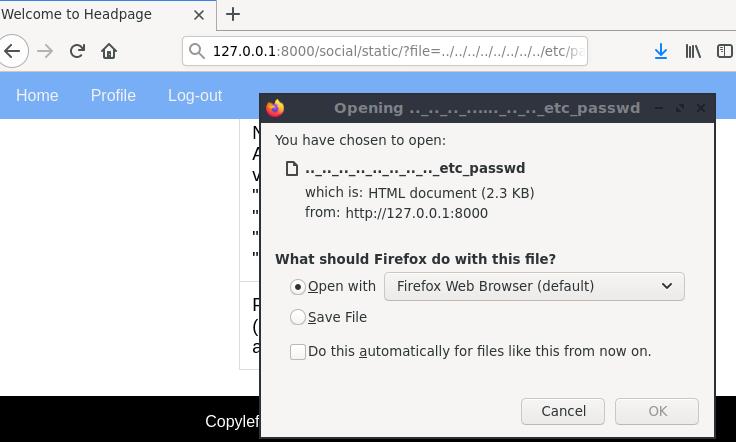 Welcome to Headpage
127.0.0.1:8000/social/static/?file=../../../../../../../../etc/pa
Home Profile Log-out
Opening .._.._.._......_.._.._etc_passwd
You have chosen to open:
.._.._.._.._.._.._.._.._etc_passwd
which is: HTML document (2.3 KB)
from: http://127.0.0.1:8000
What should Firefox do with this file?
Open with Firefox Web Browser (default)
Save File
Do this automatically for files like this from now on.
Cancel OK
Copylef